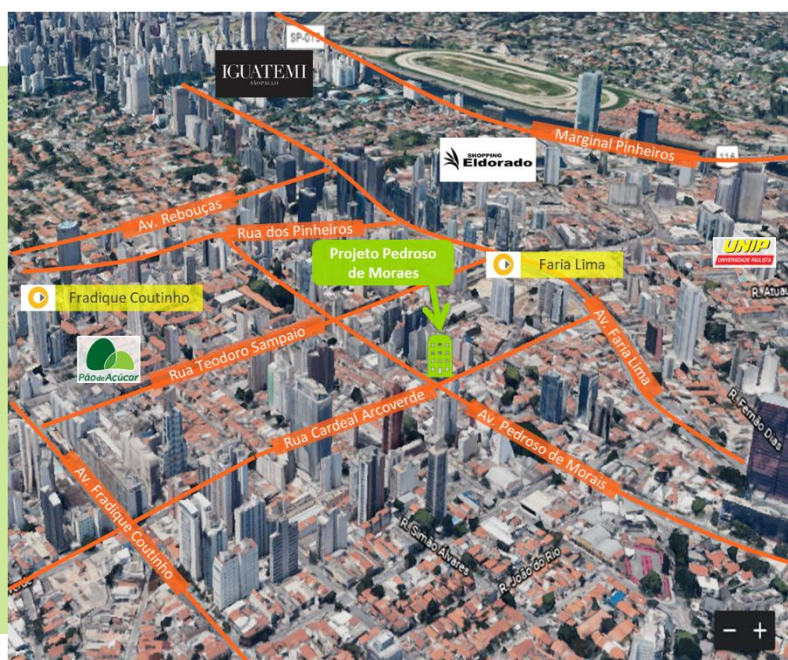 SP-015
IGUATEMI
SÃO PAULO
SHOPPING
Eldorado
Marginal Pinheiros
Av. Rebouças
Rua dos Pinheiros
Projeto Pedroso
de Moraes
Faria Lima
UNIP
UNIVERSIDADE PAULISTA
Fradique Coutinho
Pão de Açúcar
Rua Teodoro Sampaio
Av. Faria Lima
R. Fernão Dias
Rua Cardeal Arcoverde
Av. Pedroso de Morais
Av. Fradique Coutinho
R. Simão Álvares
R. João do Rio
− +